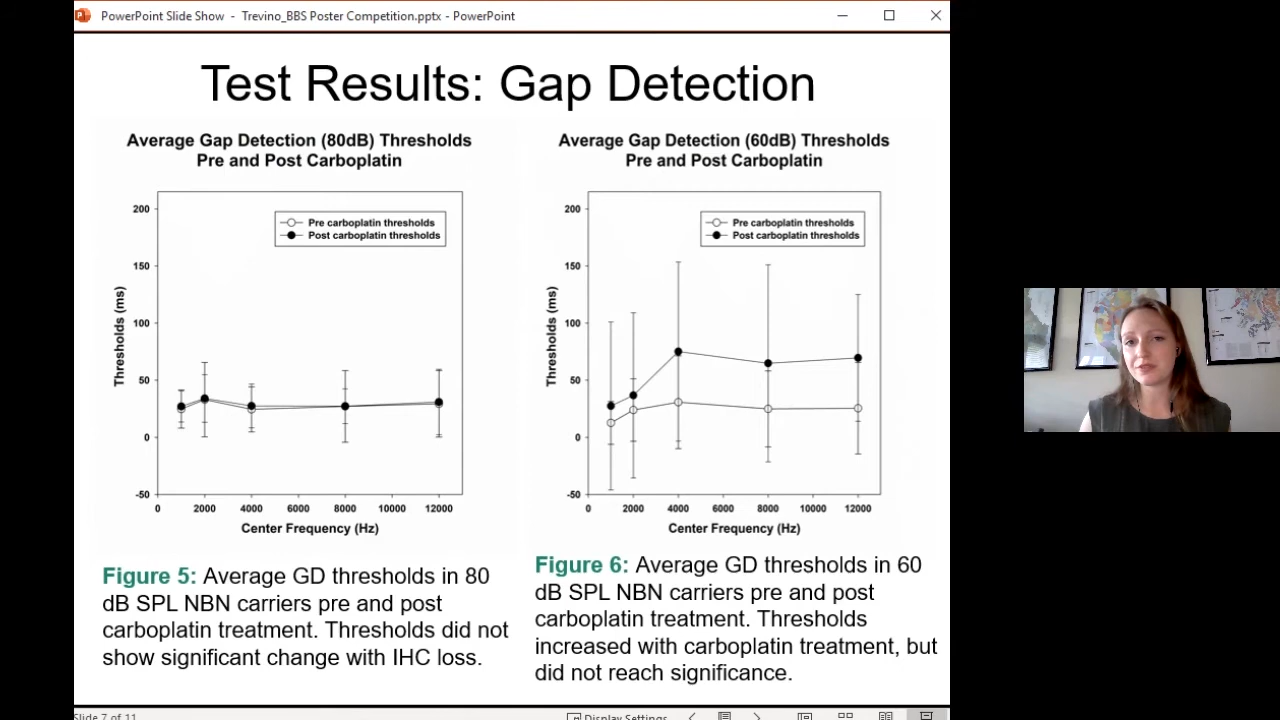 PowerPoint Slide Show - Trevino_BBS Poster Competition.pptx - PowerPoint
Test Results: Gap Detection
Average Gap Detection (80dB) Thresholds
Pre and Post Carboplatin
200
150
100
50
0
-50
Thresholds (ms)
Pre carboplatin thresholds
Post carboplatin thresholds
0 2000 4000 6000 8000 10000 12000
Center Frequency (Hz)
Figure 5: Average GD thresholds in 80
dB SPL NBN carriers pre and post
carboplatin treatment. Thresholds did not
show significant change with IHC loss.
Average Gap Detection (60dB) Thresholds
Pre and Post Carboplatin
200
150
100
50
0
-50
Thresholds (ms)
Pre carboplatin thresholds
Post carboplatin thresholds
0 2000 4000 6000 8000 10000 12000
Center Frequency (Hz)
Figure 6: Average GD thresholds in 60
dB SPL NBN carriers pre and post
carboplatin treatment. Thresholds
increased with carboplatin treatment, but
did not reach significance.
Slide 7 of 11
Display Settings